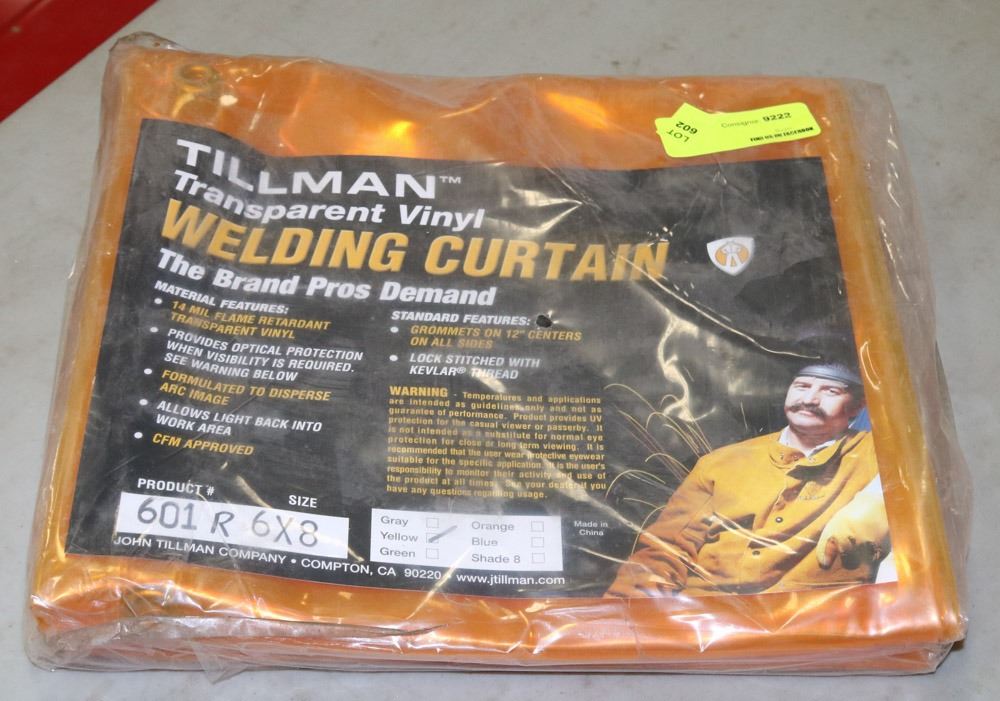 LOT
602
Consignor 9222
FIND US ON FACEBOOK
TILLMAN™
Transparent Vinyl
WELDING CURTAIN
The Brand Pros Demand
MATERIAL FEATURES:
• 14 MIL FLAME RETARDANT
TRANSPARENT VINYL
• PROVIDES OPTICAL PROTECTION
WHEN VISIBILITY IS REQUIRED.
SEE WARNING BELOW
• FORMULATED TO DISPERSE
ARC IMAGE
• ALLOWS LIGHT BACK INTO
WORK AREA
• CFM APPROVED
STANDARD FEATURES:
• GROMMETS ON 12" CENTERS
ON ALL SIDES
• LOCK STITCHED WITH
KEVLAR® THREAD
WARNING - Temperatures and applications
are intended as guidelines only and not as
guarantee of performance. Product provides UV
protection for the casual viewer or passerby. It
is not intended as a substitute for normal eye
protection for close or long term viewing. It is
recommended that the user wear protective eyewear
suitable for the specific application. It is the user's
responsibility to monitor their activity and use of
the product at all times. See your dealer if you
have any questions regarding usage.
PRODUCT #
SIZE
601 R 6X8
Gray
Yellow
Green
Orange
Blue
Shade 8
Made in
China
JOHN TILLMAN COMPANY • COMPTON, CA 90220 • www.jtillman.com